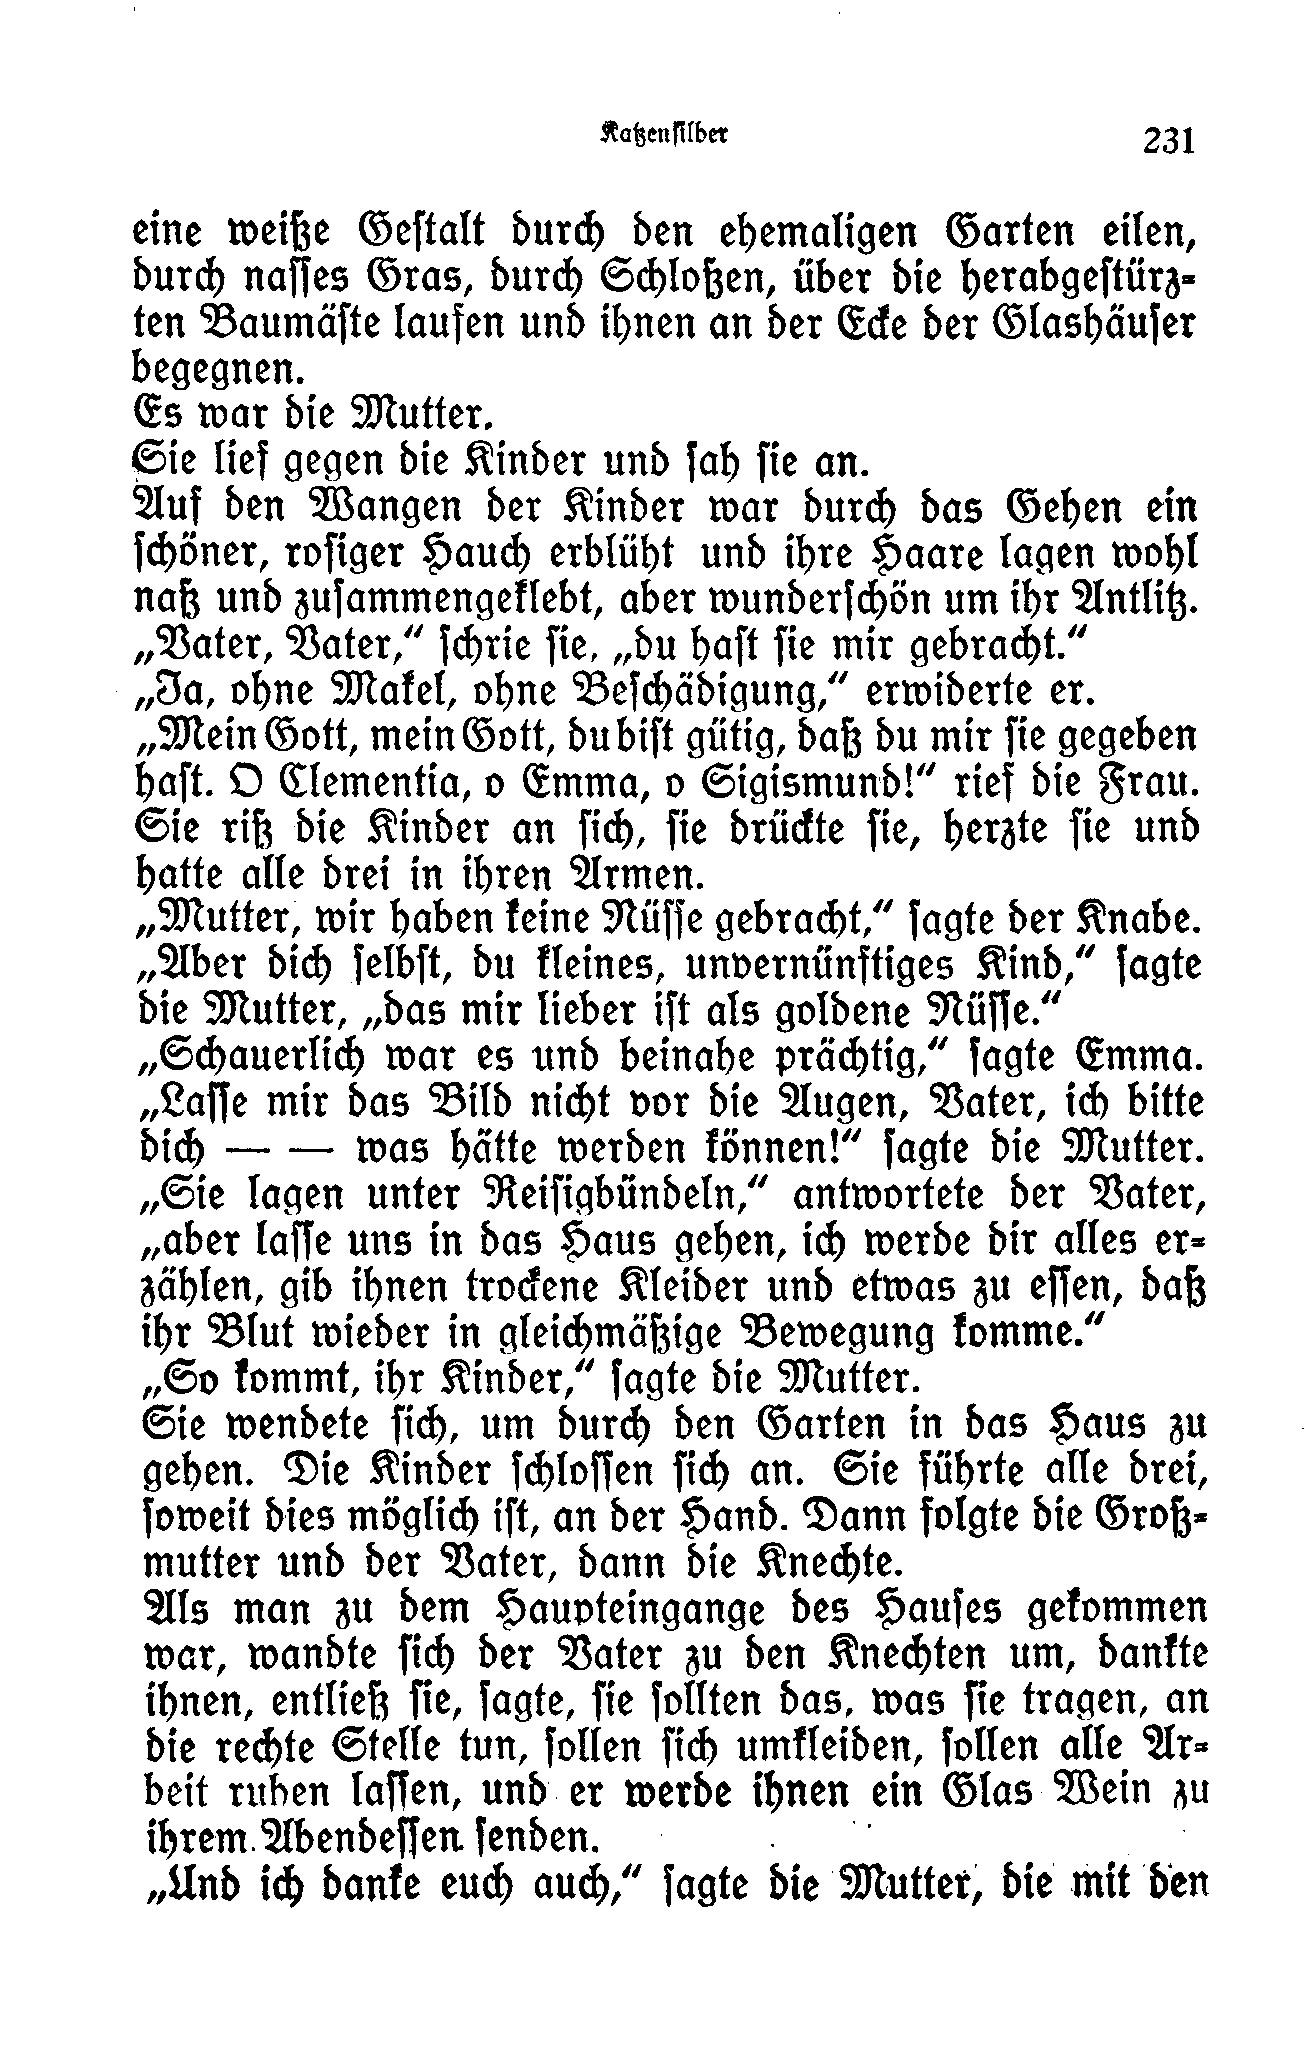 Katzensilber 231
eine weiße Gestalt durch den ehemaligen Garten eilen,
durch nasses Gras, durch Schloßen, über die herabgestürz-
ten Baumäste laufen und ihnen an der Ecke der Glashäuser
begegnen.
Es war die Mutter.
Sie lief gegen die Kinder und sah sie an.
Auf den Wangen der Kinder war durch das Gehen ein
schöner, rosiger Hauch erblüht und ihre Haare lagen wohl
naß und zusammengeklebt, aber wunderschön um ihr Antlitz.
„Vater, Vater,“ schrie sie, „du hast sie mir gebracht.“
„Ja, ohne Makel, ohne Beschädigung,“ erwiderte er.
„Mein Gott, mein Gott, du bist gütig, daß du mir sie gegeben
hast. O Clementia, o Emma, o Sigismund!“ rief die Frau.
Sie riß die Kinder an sich, sie drückte sie, herzte sie und
hatte alle drei in ihren Armen.
„Mutter, wir haben keine Nüsse gebracht,“ sagte der Knabe.
„Aber dich selbst, du kleines, unvernünftiges Kind,“ sagte
die Mutter, „das mir lieber ist als goldene Nüsse.“
„Schauerlich war es und beinahe prächtig,“ sagte Emma.
„Lasse mir das Bild nicht vor die Augen, Vater, ich bitte
dich — — was hätte werden können!“ sagte die Mutter.
„Sie lagen unter Reisigbündeln,“ antwortete der Vater,
„aber lasse uns in das Haus gehen, ich werde dir alles er-
zählen, gib ihnen trockene Kleider und etwas zu essen, daß
ihr Blut wieder in gleichmäßige Bewegung komme.“
„So kommt, ihr Kinder,“ sagte die Mutter.
Sie wendete sich, um durch den Garten in das Haus zu
gehen. Die Kinder schlossen sich an. Sie führte alle drei,
soweit dies möglich ist, an der Hand. Dann folgte die Groß-
mutter und der Vater, dann die Knechte.
Als man zu dem Haupteingange des Hauses gekommen
war, wandte sich der Vater zu den Knechten um, dankte
ihnen, entließ sie, sagte, sie sollten das, was sie tragen, an
die rechte Stelle tun, sollen sich umkleiden, sollen alle Ar-
beit ruhen lassen, und er werde ihnen ein Glas Wein zu
ihrem Abendessen senden.
„Und ich danke euch auch,“ sagte die Mutter, die mit den